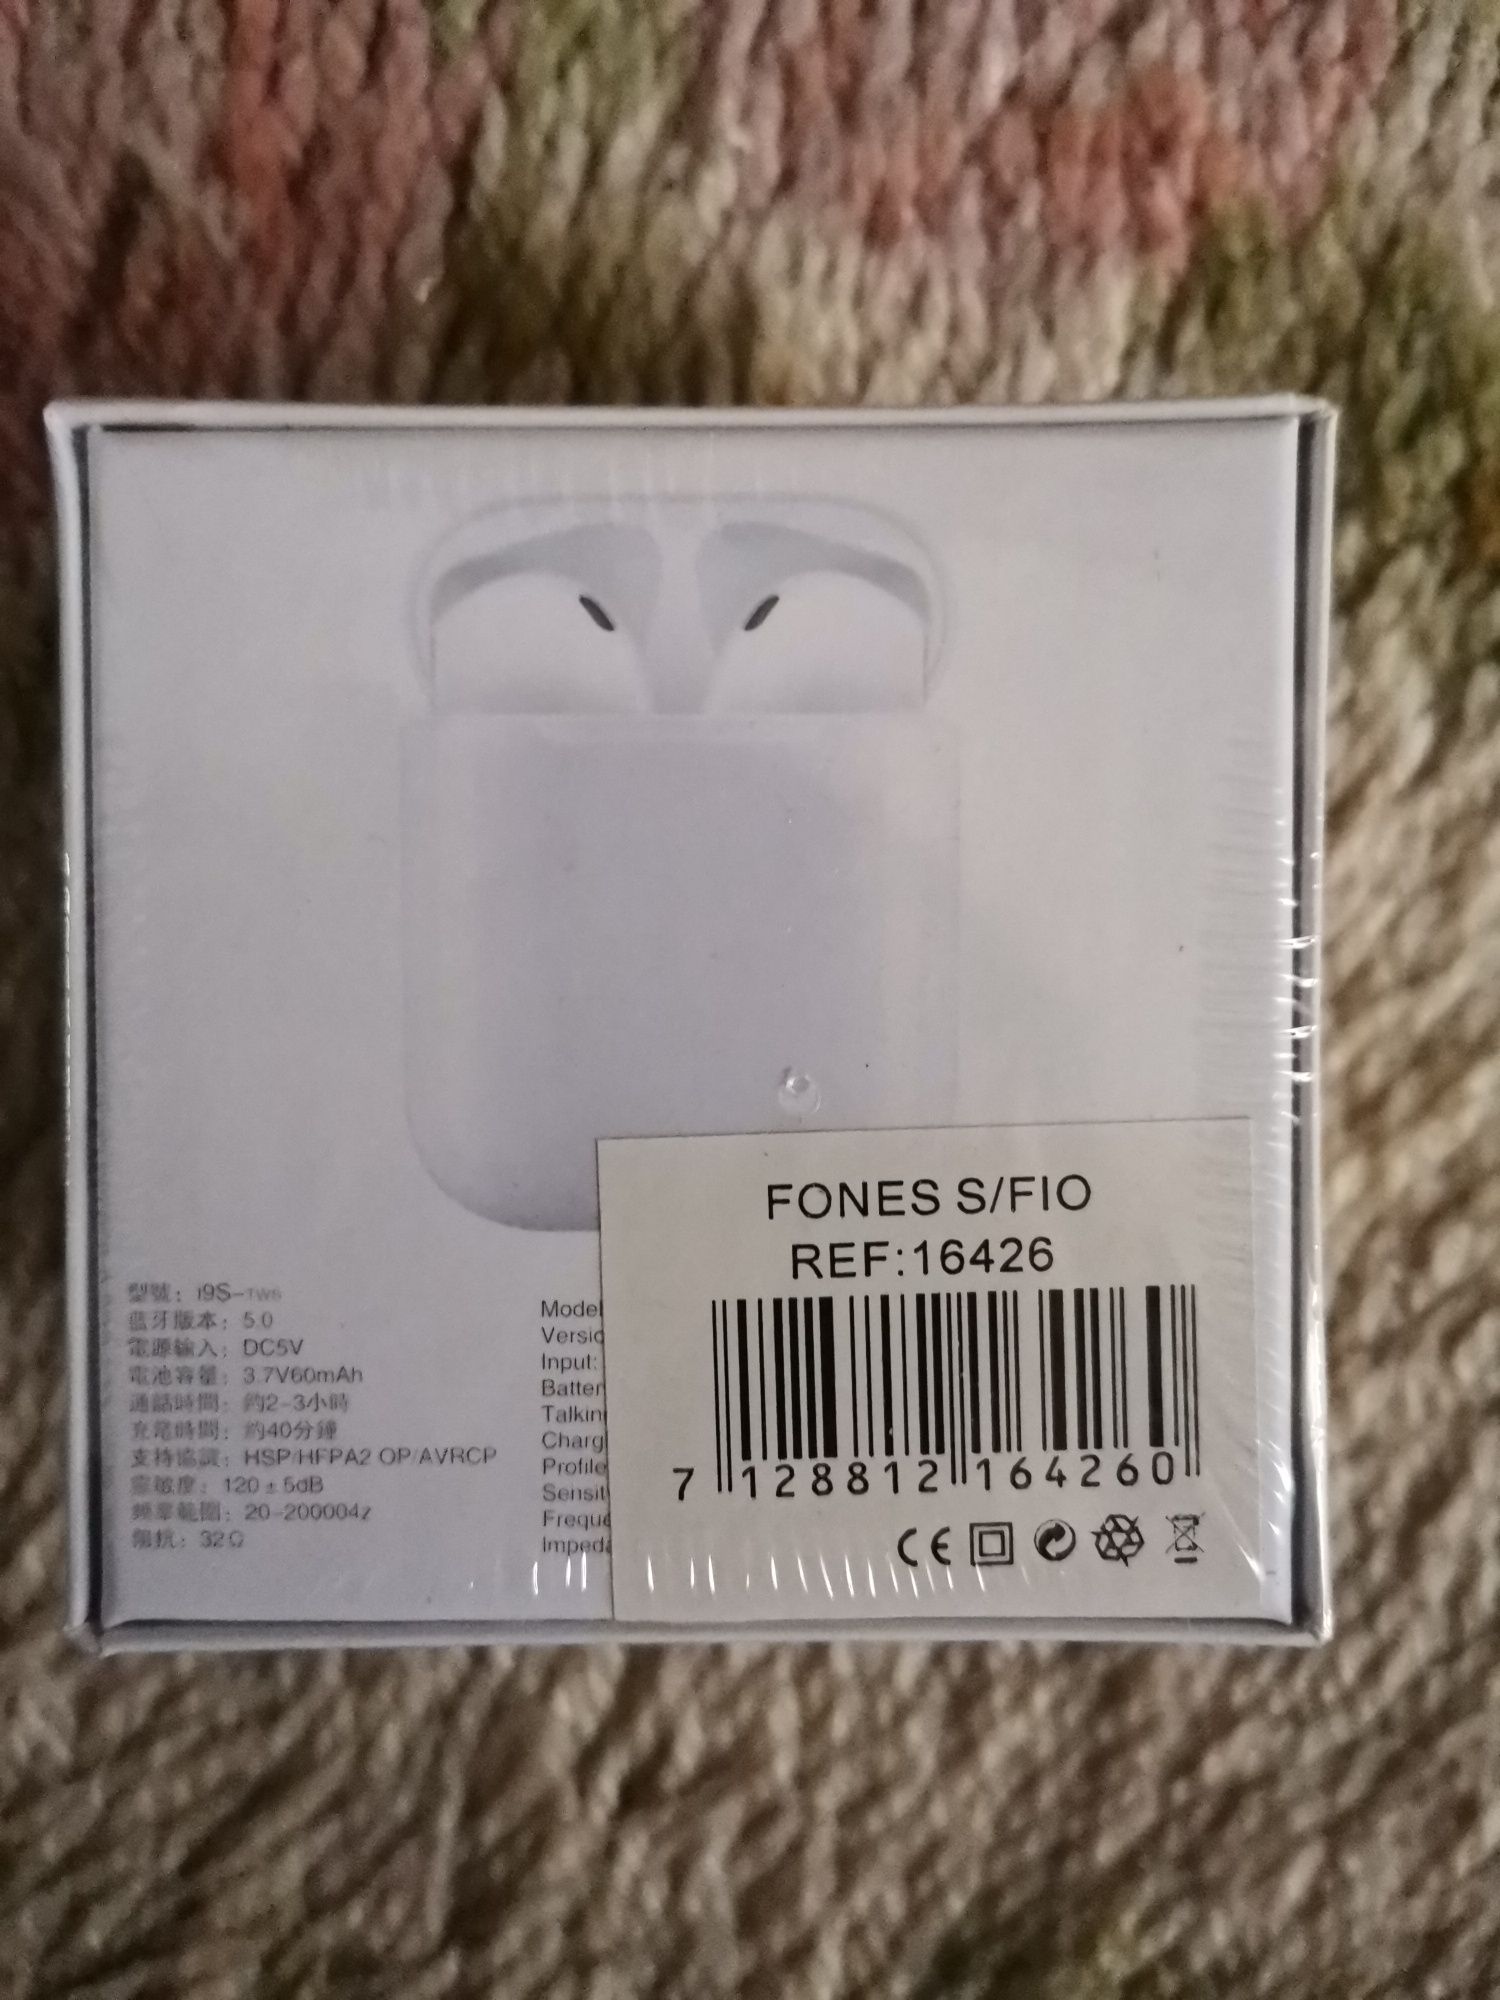 型號：i9S-TWS
藍牙版本：5.0
電源輸入：DC5V
電池容量：3.7V60mAh
通話時間：約2-3小時
充電時間：約40分鐘
支持協議：HSP/HFPA2 OP/AVRCP
靈敏度：120±5dB
頻率範圍：20-200004z
阻抗：32Ω
Model
Versio
Input:
Batter
Talkin
Charg
Profile
Sensit
Freque
Impeda
FONES S/FIO
REF:16426
7 128812 164260
CE